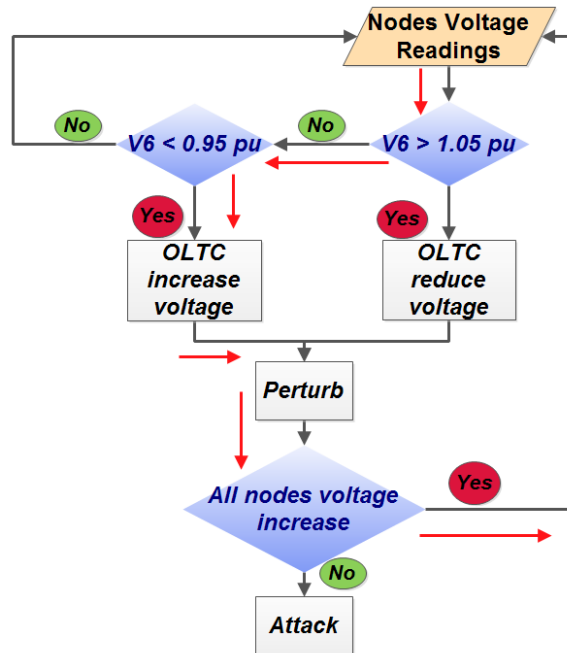 Nodes Voltage
Readings
No
No
V6 < 0.95 pu
V6 > 1.05 pu
Yes
Yes
OLTC
increase
voltage
OLTC
reduce
voltage
Perturb
All nodes voltage
increase
Yes
No
Attack